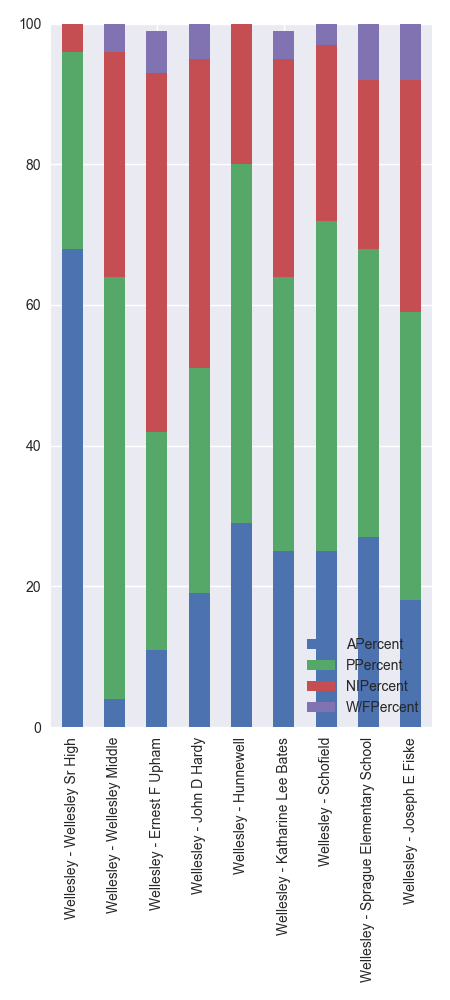 100
80
60
40
20
0
APercent
PPercent
NIPercent
W/FPercent
Wellesley - Wellesley Sr High
Wellesley - Wellesley Middle
Wellesley - Ernest F Upham
Wellesley - John D Hardy
Wellesley - Hunnewell
Wellesley - Katharine Lee Bates
Wellesley - Schofield
Wellesley - Sprague Elementary School
Wellesley - Joseph E Fiske